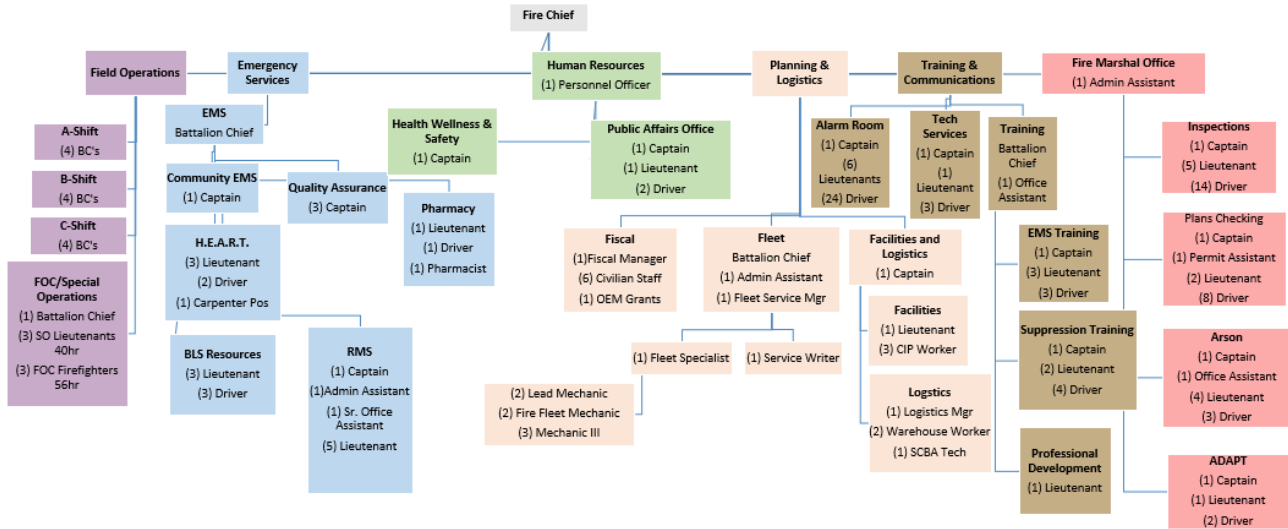 Fire Chief
Field Operations
Emergency
Services
Human Resources
(1) Personnel Officer
Planning &
Logistics
Training &
Communications
Fire Marshal Office
(1) Admin Assistant
A-Shift
(4) BC's
B-Shift
(4) BC's
C-Shift
(4) BC's
FOC/Special
Operations
(1) Battalion Chief
(3) SO Lieutenants
40hr
(3) FOC Firefighters
56hr
EMS
Battalion Chief
Community EMS
(1) Captain
Quality Assurance
(3) Captain
Pharmacy
(1) Lieutenant
(1) Driver
(1) Pharmacist
H.E.A.R.T.
(3) Lieutenant
(2) Driver
(1) Carpenter Pos
BLS Resources
(3) Lieutenant
(3) Driver
RMS
(1) Captain
(1)Admin Assistant
(1) Sr. Office
Assistant
(5) Lieutenant
Health Wellness &
Safety
(1) Captain
Public Affairs Office
(1) Captain
(1) Lieutenant
(2) Driver
Fiscal
(1)Fiscal Manager
(6) Civilian Staff
(1) OEM Grants
Fleet
Battalion Chief
(1) Admin Assistant
(1) Fleet Service Mgr
(1) Fleet Specialist
(1) Service Writer
(2) Lead Mechanic
(2) Fire Fleet Mechanic
(3) Mechanic III
Facilities and
Logistics
(1) Captain
Facilities
(1) Lieutenant
(3) CIP Worker
Logstics
(1) Logistics Mgr
(2) Warehouse Worker
(1) SCBA Tech
Alarm Room
(1) Captain
(6)
Lieutenants
(24) Driver
Tech
Services
(1) Captain
(1)
Lieutenant
(3) Driver
Training
Battalion
Chief
(1) Office
Assistant
EMS Training
(1) Captain
(3) Lieutenant
(3) Driver
Suppression Training
(1) Captain
(2) Lieutenant
(4) Driver
Professional
Development
(1) Lieutenant
Inspections
(1) Captain
(5) Lieutenant
(14) Driver
Plans Checking
(1) Captain
(1) Permit Assistant
(2) Lieutenant
(8) Driver
Arson
(1) Captain
(1) Office Assistant
(4) Lieutenant
(3) Driver
ADAPT
(1) Captain
(1) Lieutenant
(2) Driver